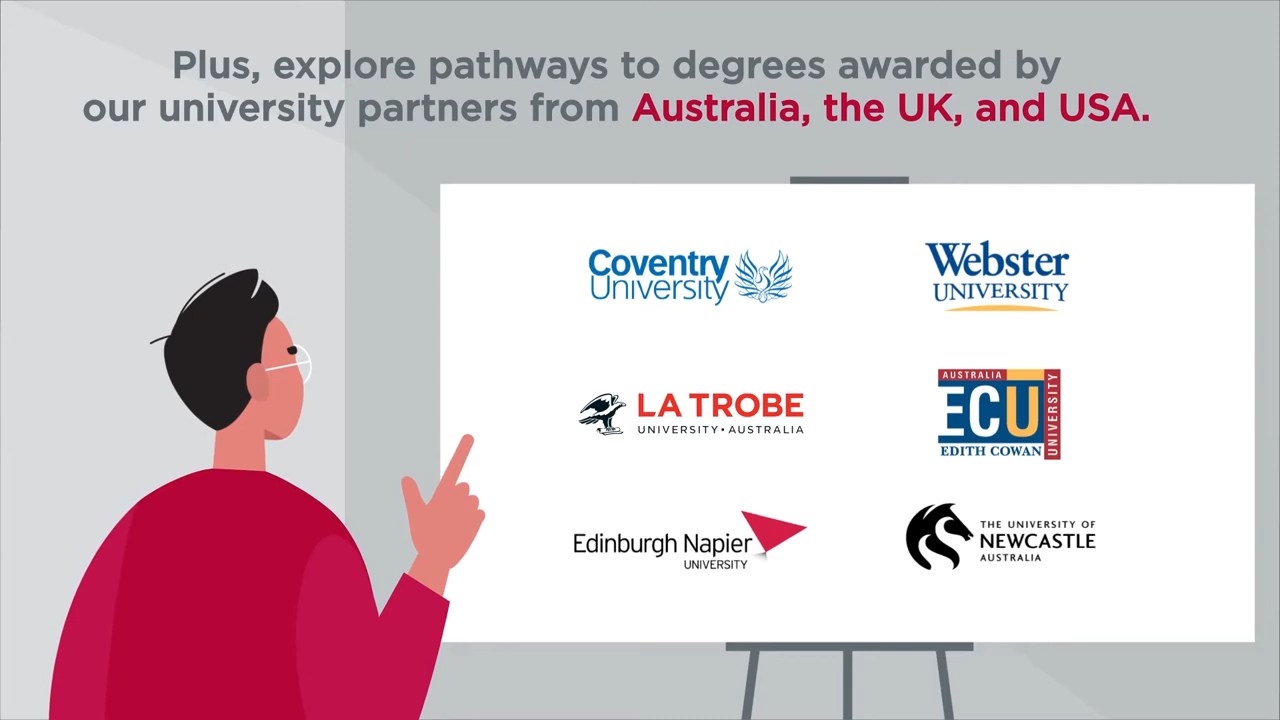 Plus, explore pathways to degrees awarded by
our university partners from Australia, the UK, and USA.
Coventry
University
Webster
UNIVERSITY
LA TROBE
UNIVERSITY • AUSTRALIA
AUSTRALIA
ECU
UNIVERSITY
EDITH COWAN
Edinburgh Napier
UNIVERSITY
THE UNIVERSITY OF
NEWCASTLE
AUSTRALIA